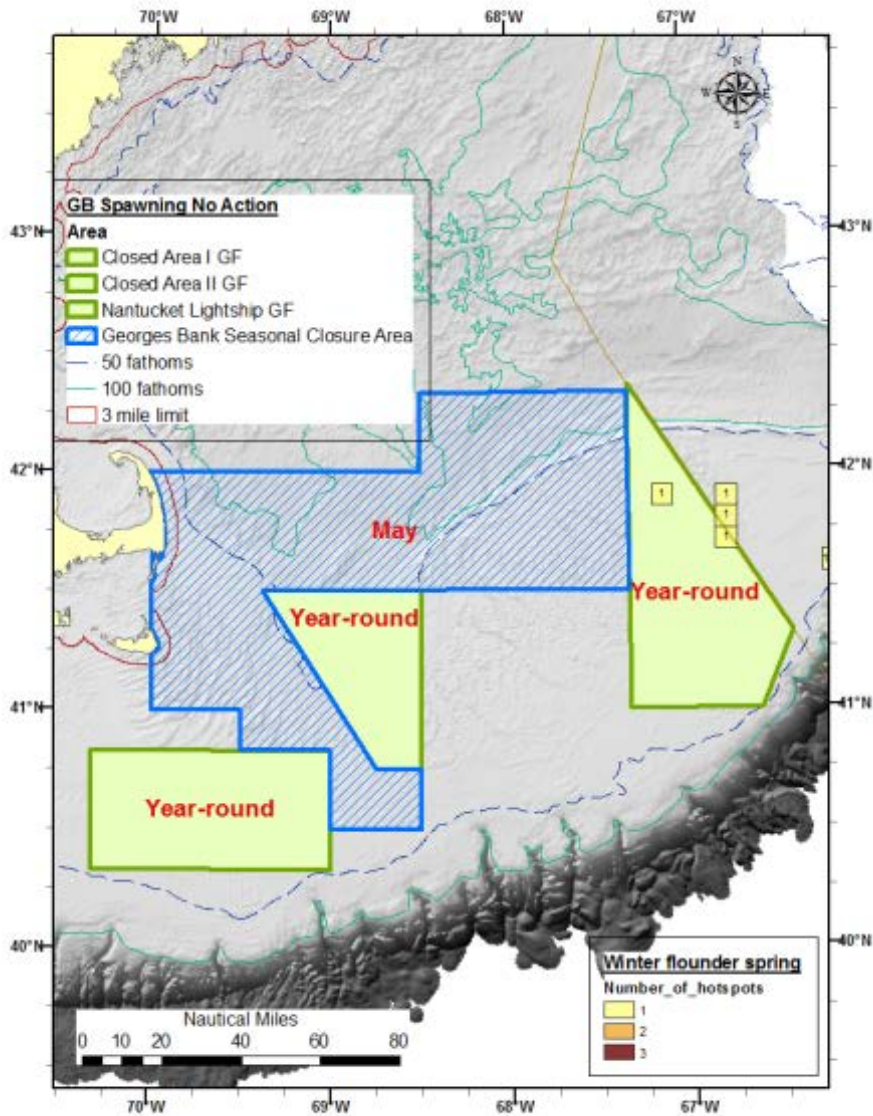 70°W 69°W 68°W 67°W
N
W E
S
43°N 43°N
GB Spawning No Action
Area
Closed Area I GF
Closed Area II GF
Nantucket Lightship GF
Georges Bank Seasonal Closure Area
50 fathoms
100 fathoms
3 mile limit
42°N 42°N
1 1
1
1
May
Year-round Year-round
41°N 41°N
Year-round
40°N 40°N
Winter flounder spring
Number_of_hotspots
1
2
3
Nautical Miles
0 5 10 20 40 60 80
70°W 69°W 68°W 67°W